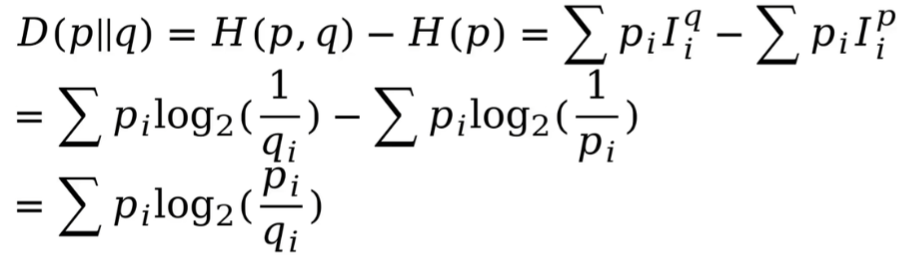 D(p||q) = H(p, q) − H(p) = ∑ p_i I_i^q − ∑ p_i I_i^p
= ∑ p_i log₂(1/q_i) − ∑ p_i log₂(1/p_i)
= ∑ p_i log₂(p_i/q_i)